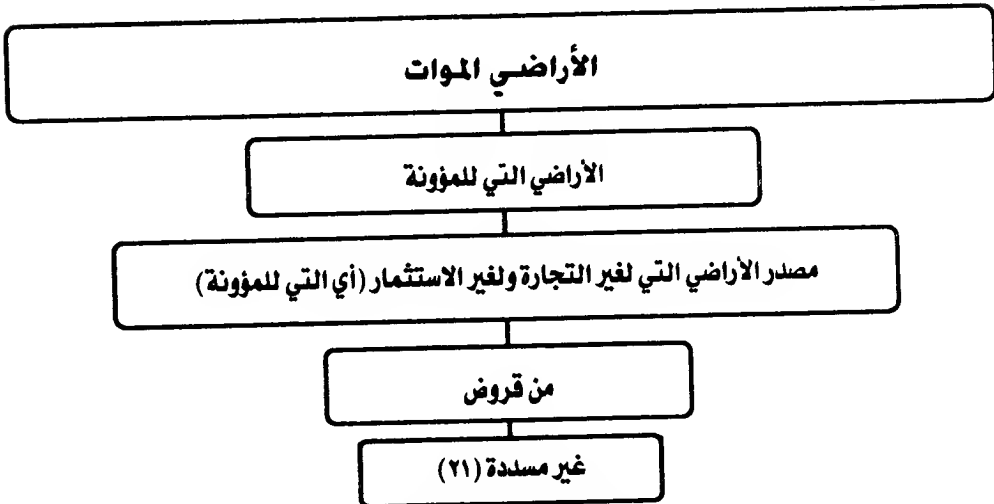 الأراضي الموات
الأراضي التي للمؤونة
مصدر الأراضي التي لغير التجارة ولغير الاستثمار (أي التي للمؤونة)
من قروض
غير مسددة (٢١)